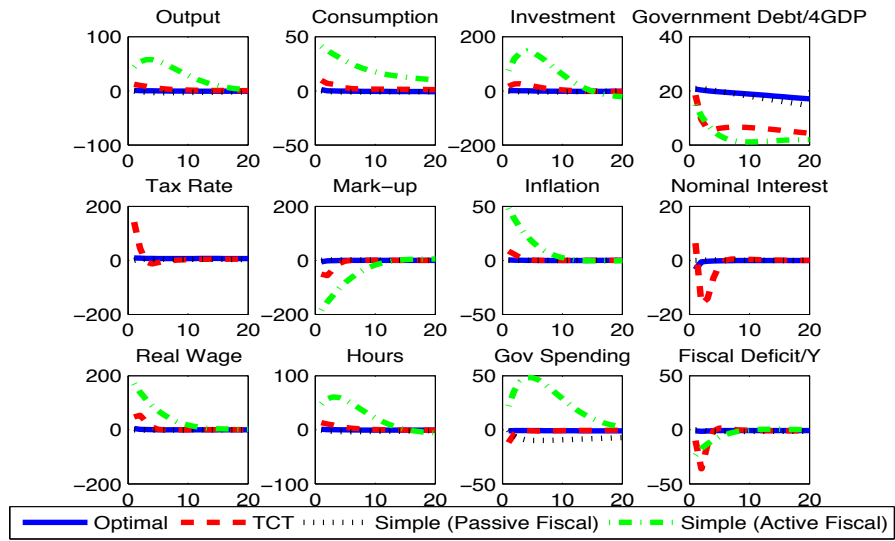 Output Consumption Investment Government Debt/4GDP
100 50 200 40
0 0 0 20
−100 −50 −200 0
0 10 20 0 10 20 0 10 20 0 10 20
Tax Rate Mark−up Inflation Nominal Interest
200 200 50 20
0 0 0 0
−200 −200 −50 −20
0 10 20 0 10 20 0 10 20 0 10 20
Real Wage Hours Gov Spending Fiscal Deficit/Y
200 100 50 50
0 0 0 0
−200 −100 −50 −50
0 10 20 0 10 20 0 10 20 0 10 20
Optimal TCT Simple (Passive Fiscal) Simple (Active Fiscal)